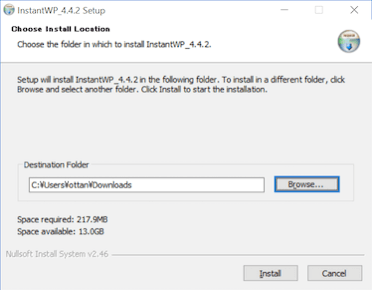 InstantWP_4.4.2 Setup
Choose Install Location
Choose the folder in which to install InstantWP_4.4.2.
Setup will install InstantWP_4.4.2 in the following folder. To install in a different folder, click
Browse and select another folder. Click Install to start the installation.
Destination Folder
C:¥Users¥ottan¥Downloads
Browse...
Space required: 217.9MB
Space available: 13.0GB
Nullsoft Install System v2.46
Install
Cancel